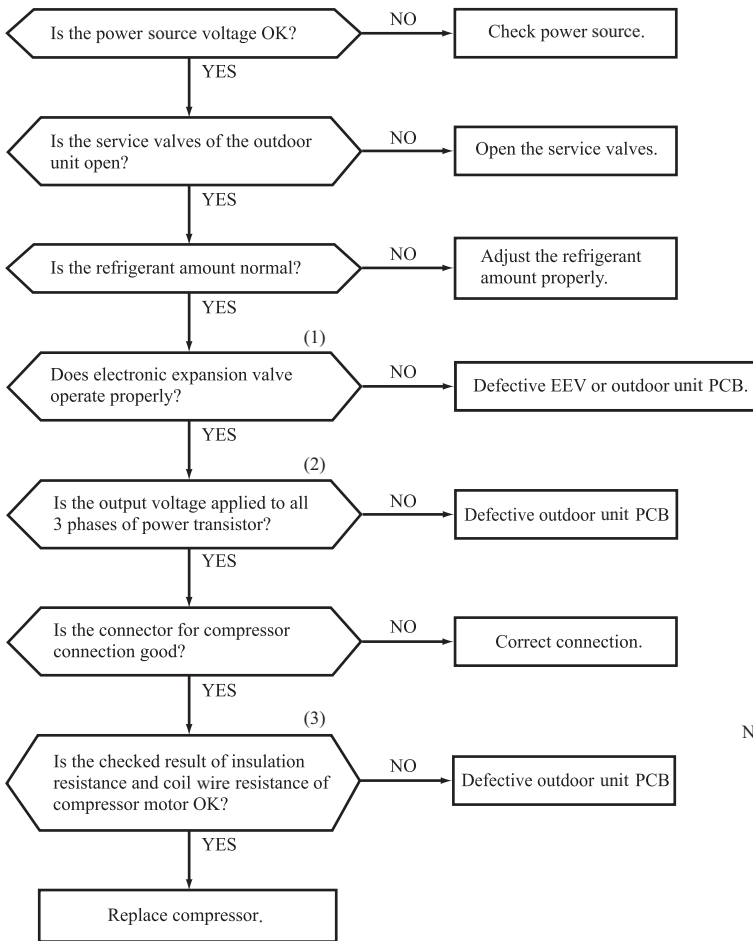 Is the power source voltage OK?
NO
Check power source.
YES
Is the service valves of the outdoor
unit open?
NO
Open the service valves.
YES
Is the refrigerant amount normal?
NO
Adjust the refrigerant
amount properly.
YES
(1)
Does electronic expansion valve
operate properly?
NO
Defective EEV or outdoor unit PCB.
YES
(2)
Is the output voltage applied to all
3 phases of power transistor?
NO
Defective outdoor unit PCB
YES
Is the connector for compressor
connection good?
NO
Correct connection.
YES
(3)
Is the checked result of insulation
resistance and coil wire resistance of
compressor motor OK?
NO
Defective outdoor unit PCB
N
YES
Replace compressor.